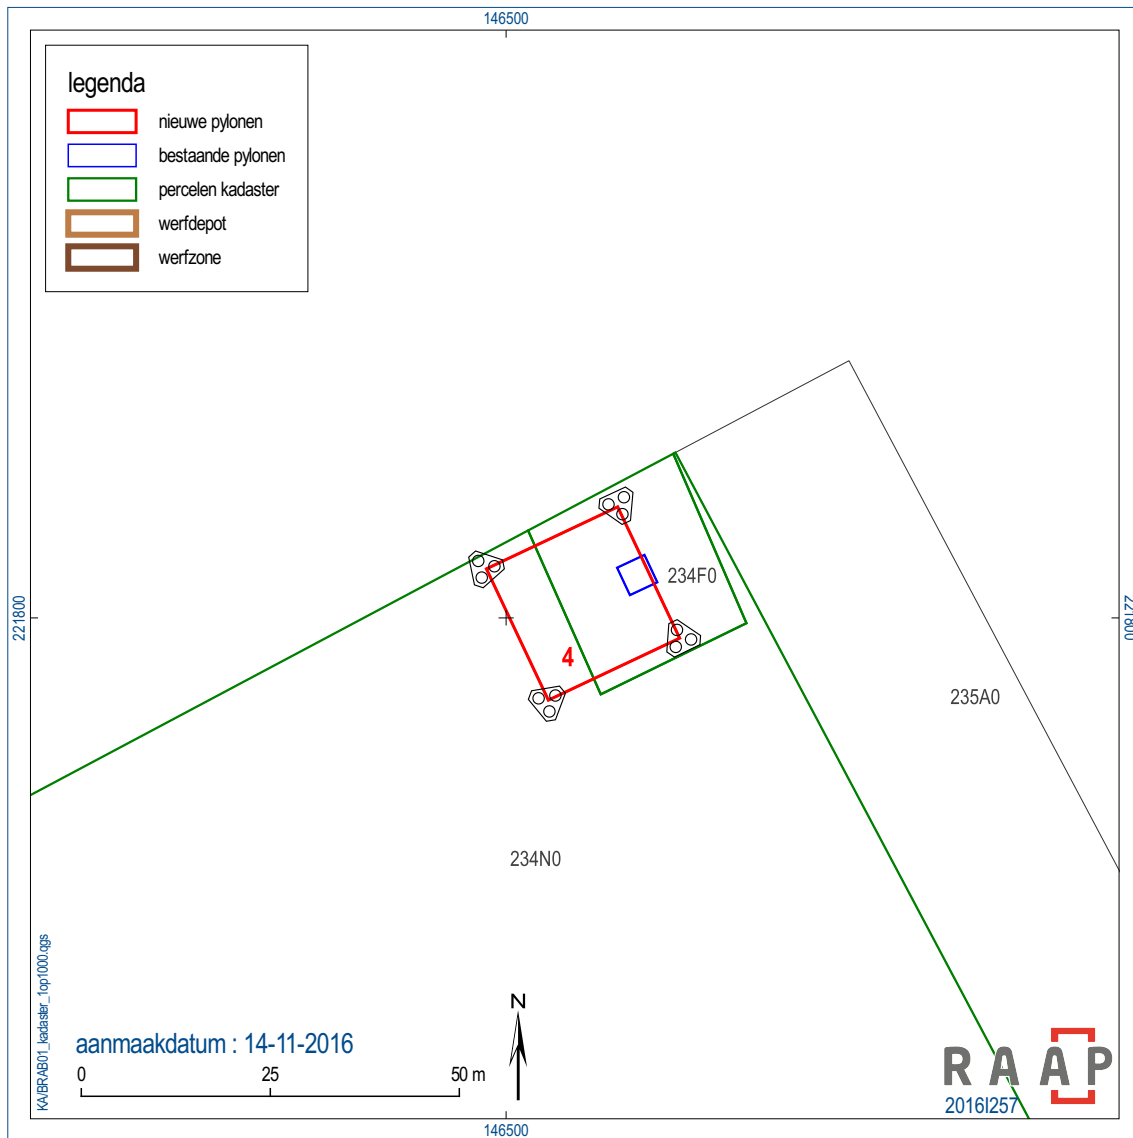 146500
legenda
nieuwe pylonen
bestaande pylonen
percelen kadaster
werfdepot
werfzone
234F0
221800
221800
4
235A0
234N0
KA/BRAB01_kadaster_1op1000.qgs
N
aanmaakdatum : 14-11-2016
0 25 50 m
RAAP
2016I257
146500